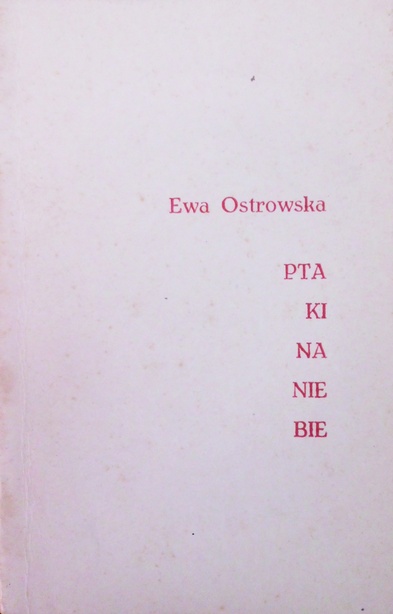 Ewa Ostrowska
PTA
KI
NA
NIE
BIE